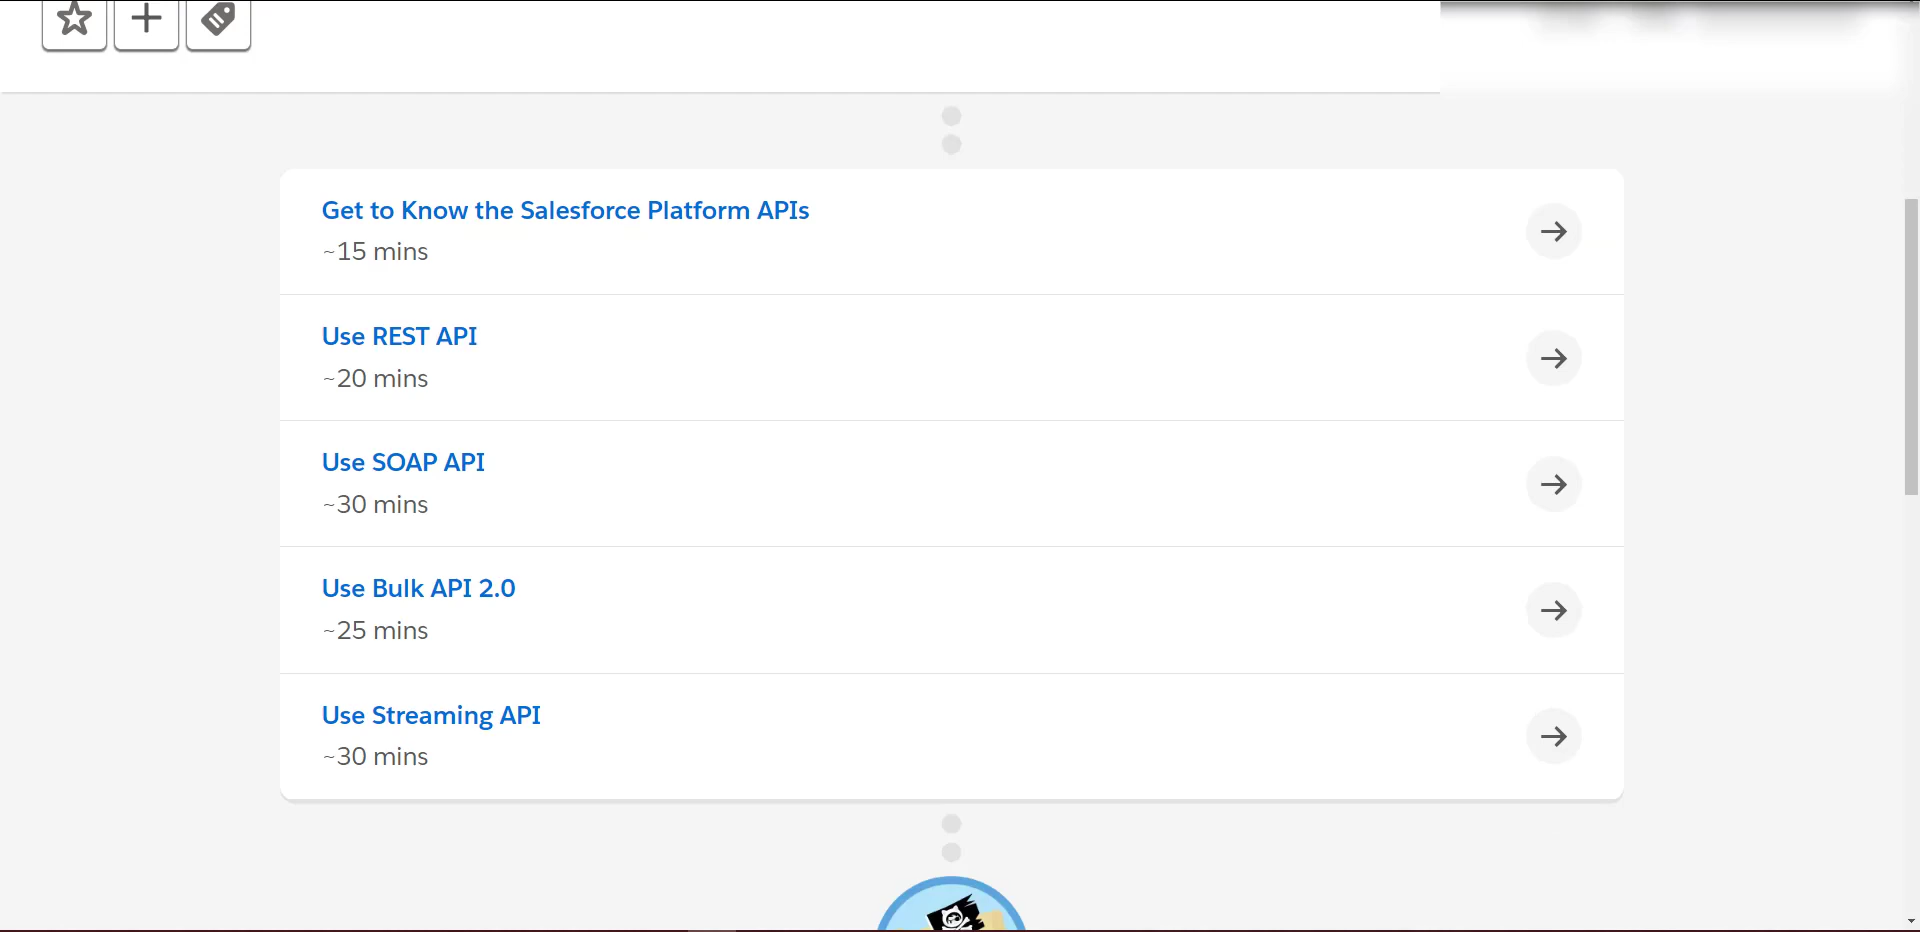 Get to Know the Salesforce Platform APIs
~15 mins
Use REST API
~20 mins
Use SOAP API
~30 mins
Use Bulk API 2.0
~25 mins
Use Streaming API
~30 mins